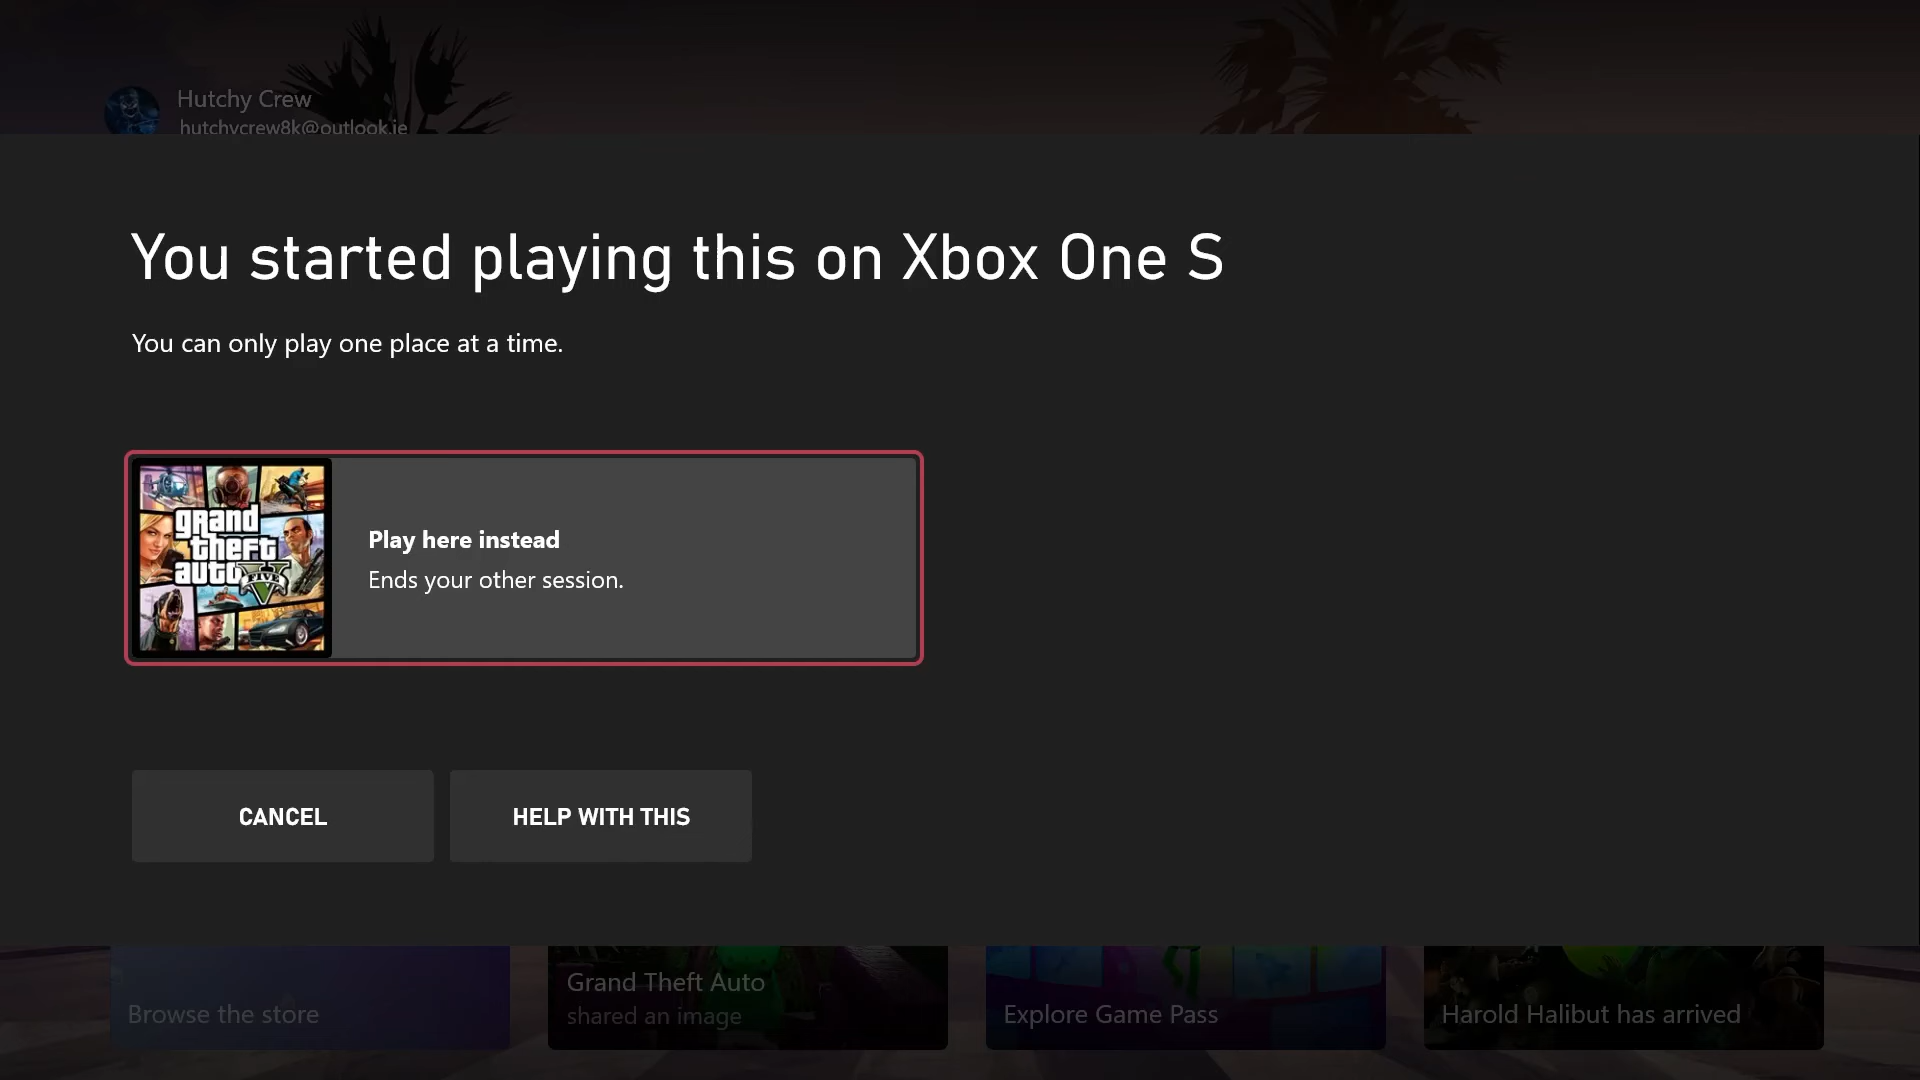 Hutchy Crew
hutchycrew8k@outlook.ie
You started playing this on Xbox One S
You can only play one place at a time.
grand
theft
auto
FIVE
Play here instead
Ends your other session.
CANCEL
HELP WITH THIS
Browse the store
Grand Theft Auto
shared an image
Explore Game Pass
Harold Halibut has arrived